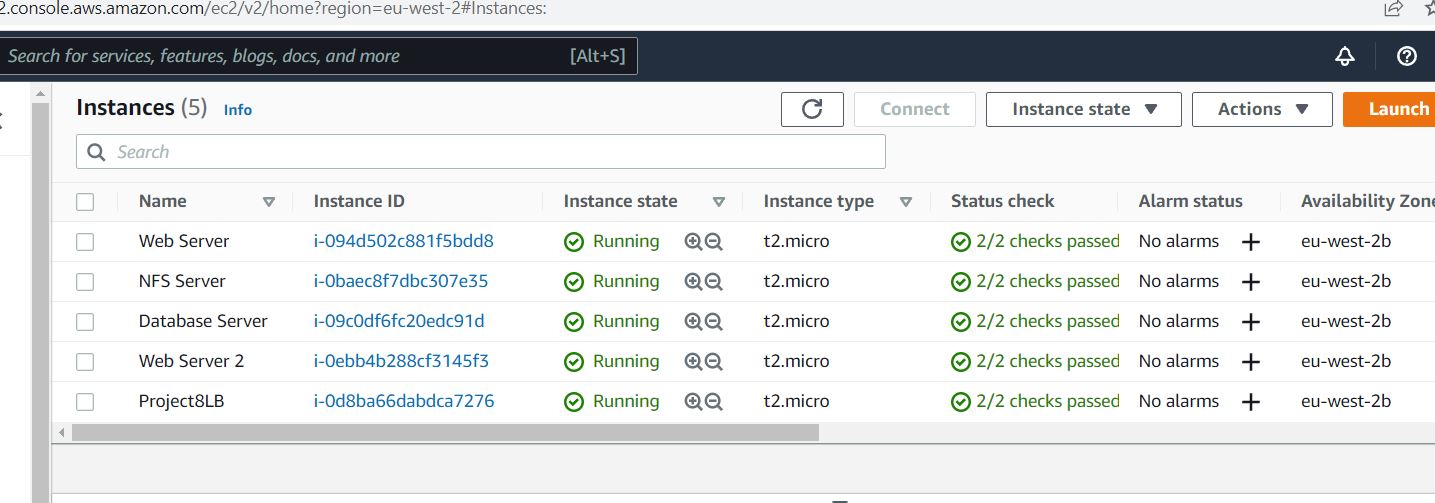 2.console.aws.amazon.com/ec2/v2/home?region=eu-west-2#Instances:
Search for services, features, blogs, docs, and more [Alt+S]
Instances (5) Info Connect Instance state Actions Launch
Search
Name Instance ID Instance state Instance type Status check Alarm status Availability Zone
Web Server i-094d502c881f5bdd8 Running t2.micro 2/2 checks passed No alarms + eu-west-2b
NFS Server i-0baec8f7dbc307e35 Running t2.micro 2/2 checks passed No alarms + eu-west-2b
Database Server i-09c0df6fc20edc91d Running t2.micro 2/2 checks passed No alarms + eu-west-2b
Web Server 2 i-0ebb4b288cf3145f3 Running t2.micro 2/2 checks passed No alarms + eu-west-2b
Project8LB i-0d8ba66dabdca7276 Running t2.micro 2/2 checks passed No alarms + eu-west-2b